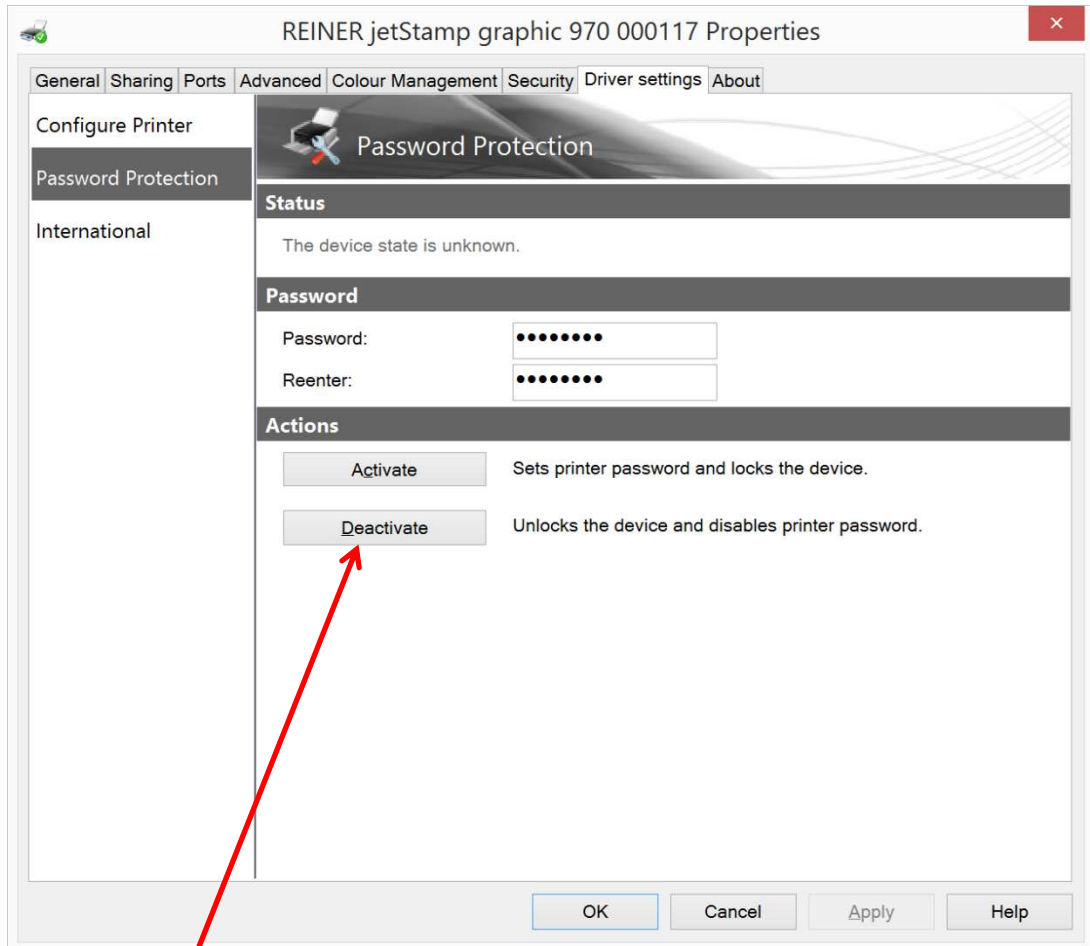 REINER jetStamp graphic 970 000117 Properties
General Sharing Ports Advanced Colour Management Security Driver settings About
Configure Printer
Password Protection
International
Password Protection
Status
The device state is unknown.
Password
Password: ••••••••
Reenter: ••••••••
Actions
Activate Sets printer password and locks the device.
Deactivate Unlocks the device and disables printer password.
OK Cancel Apply Help